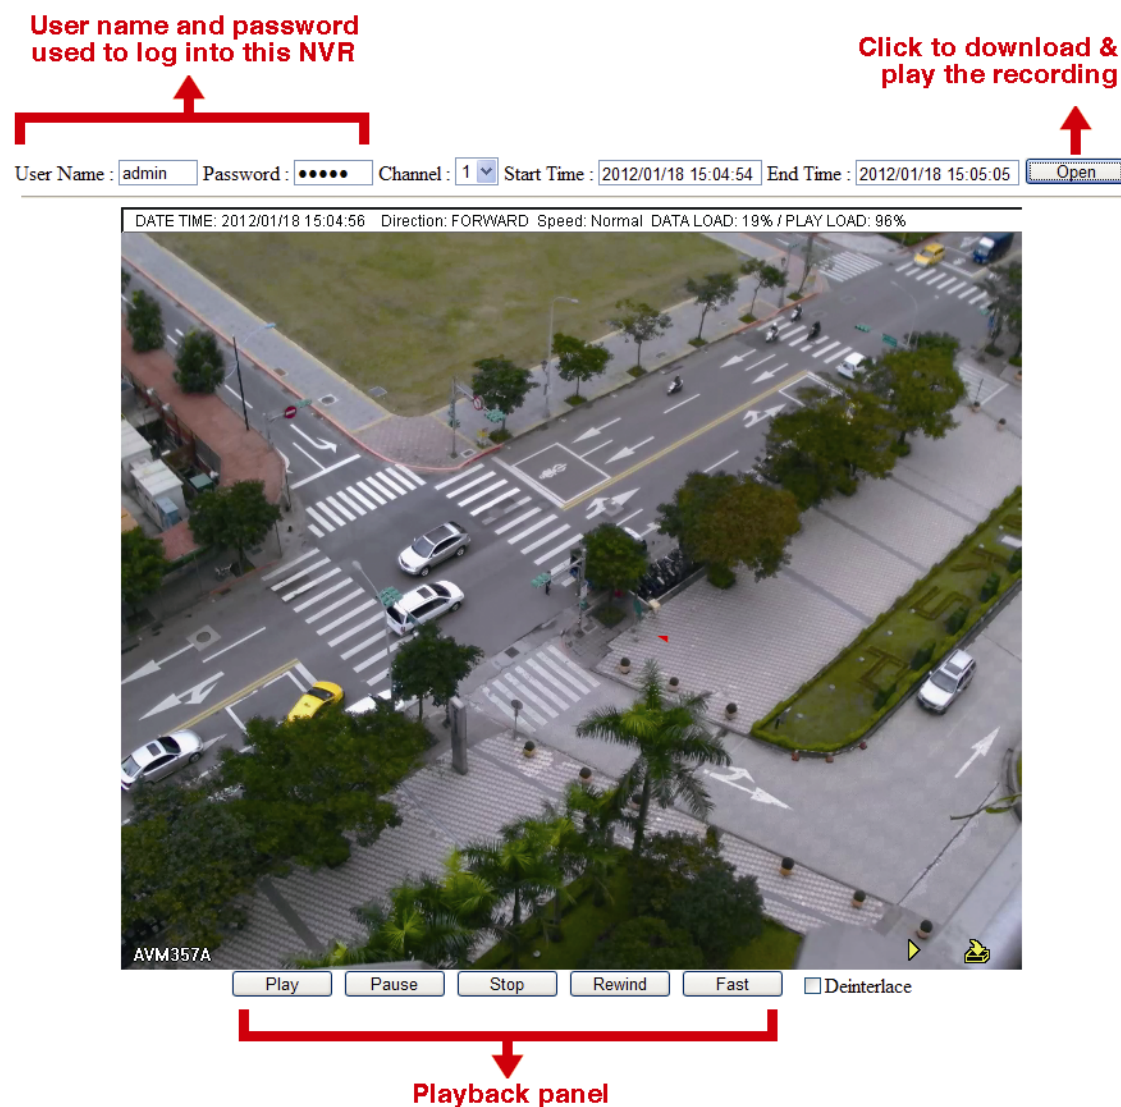 User name and password
used to log into this NVR
Click to download &
play the recording
User Name : admin Password : ●●●●● Channel : 1 Start Time : 2012/01/18 15:04:54 End Time : 2012/01/18 15:05:05 Open
DATE TIME: 2012/01/18 15:04:56 Direction: FORWARD Speed: Normal DATA LOAD: 19% / PLAY LOAD: 96%
AVM357A
Play Pause Stop Rewind Fast Deinterlace
Playback panel